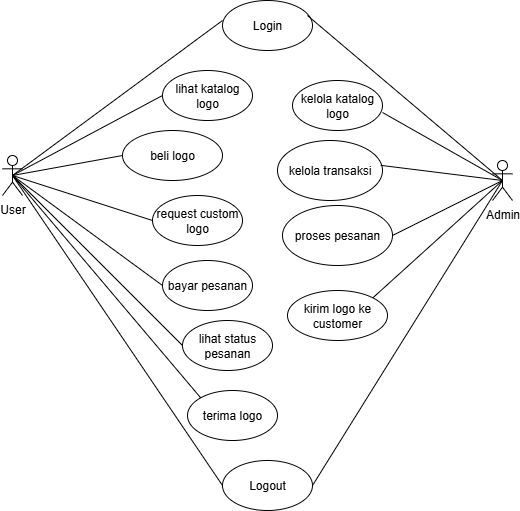 Login
lihat katalog
logo
kelola katalog
logo
beli logo
kelola transaksi
User
Admin
request custom
logo
proses pesanan
bayar pesanan
kirim logo ke
customer
lihat status
pesanan
terima logo
Logout